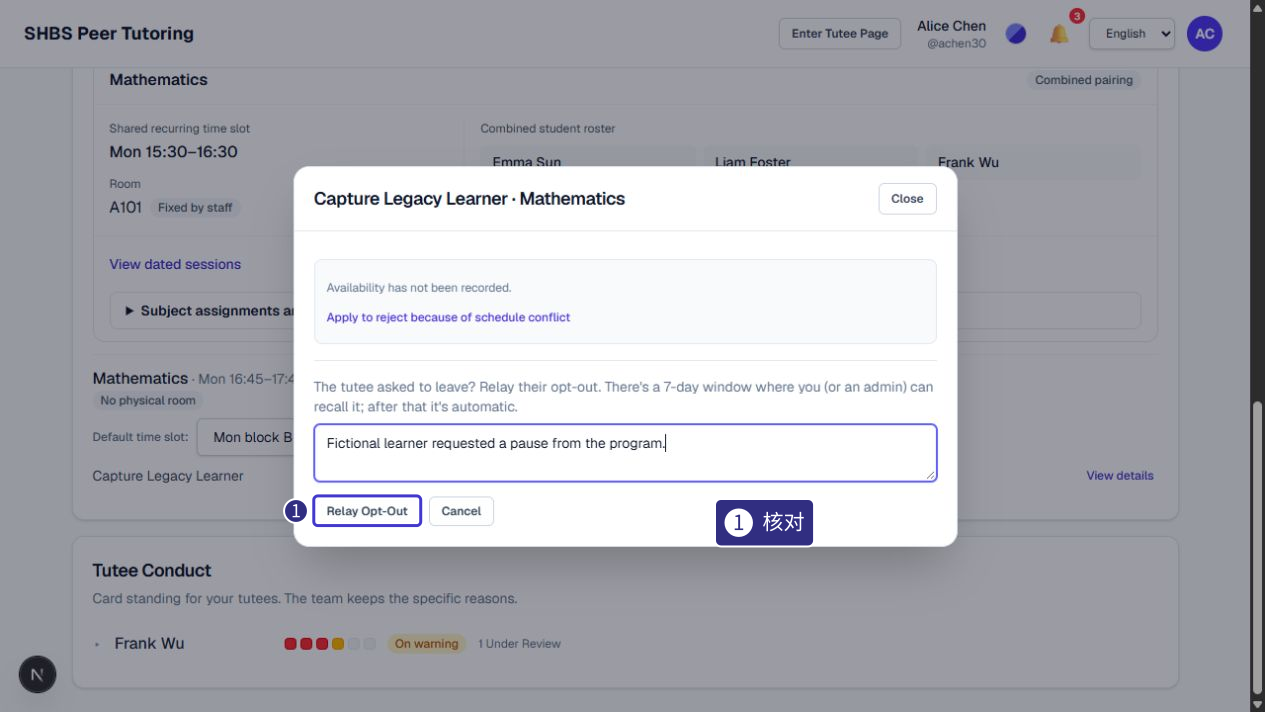 SHBS Peer Tutoring
Enter Tutee Page
Alice Chen
@achen30
3
English
AC
Mathematics
Combined pairing
Shared recurring time slot
Mon 15:30–16:30
Combined student roster
Emma Sun
Liam Foster
Frank Wu
Room
A101 Fixed by staff
View dated sessions
Subject assignments
Mathematics · Mon 16:45–17:4
No physical room
Default time slot: Mon block B
Capture Legacy Learner
View details
Capture Legacy Learner · Mathematics
Close
Availability has not been recorded.
Apply to reject because of schedule conflict
The tutee asked to leave? Relay their opt-out. There's a 7-day window where you (or an admin) can
recall it; after that it's automatic.
Fictional learner requested a pause from the program.
1 Relay Opt-Out
Cancel
1 核对
Tutee Conduct
Card standing for your tutees. The team keeps the specific reasons.
Frank Wu
On warning
1 Under Review
N